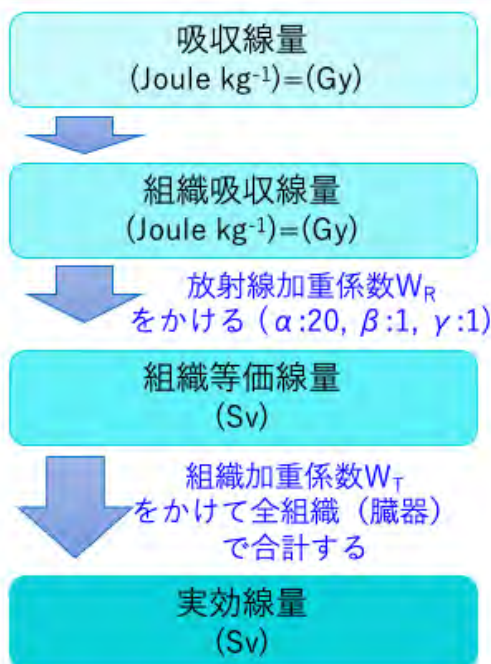 吸収線量
(Joule kg⁻¹)=(Gy)
組織吸収線量
(Joule kg⁻¹)=(Gy)
放射線加重係数W_R
をかける（α:20, β:1, γ:1)
組織等価線量
(Sv)
組織加重係数W_T
をかけて全組織（臓器）
で合計する
実効線量
(Sv)